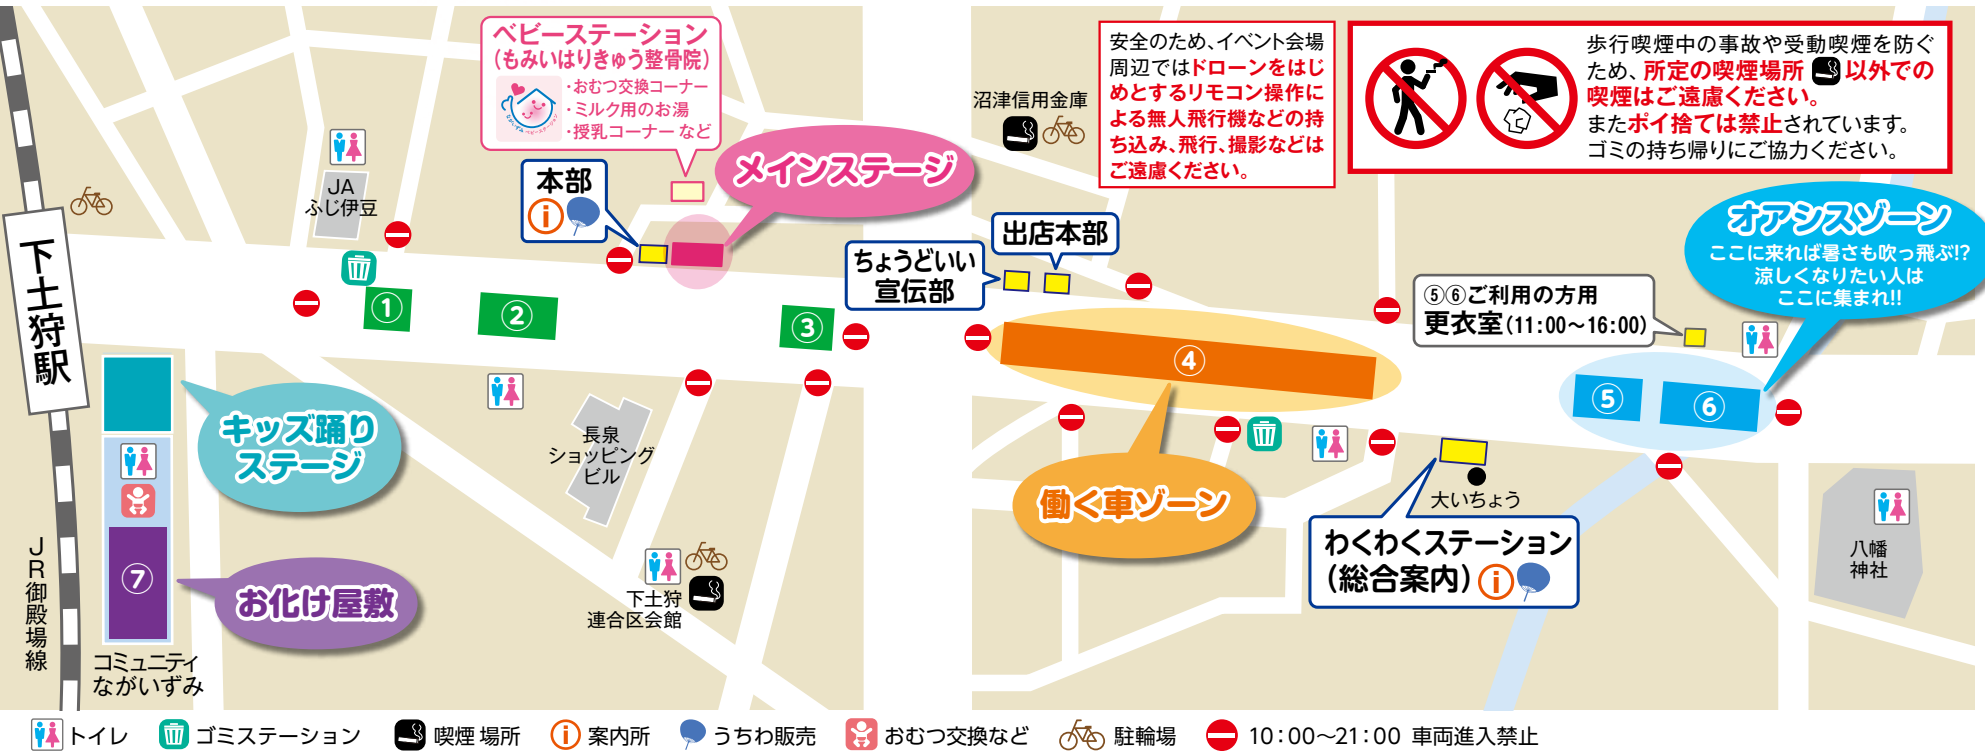 ベビーステーション
(もみいはりきゅう整骨院)
・おむつ交換コーナー
・ミルク用のお湯
・授乳コーナー など
ながいずみ ベビーステーション
安全のため、イベント会場
周辺ではドローンをはじ
めとするリモコン操作に
よる無人飛行機などの持
ち込み、飛行、撮影などは
ご遠慮ください。
歩行喫煙中の事故や受動喫煙を防ぐ
ため、所定の喫煙場所 以外での
喫煙はご遠慮ください。
またポイ捨ては禁止されています。
ゴミの持ち帰りにご協力ください。
沼津信用金庫
メインステージ
本部
i
JA
ふじ伊豆
下土狩駅
出店本部
ちょうどいい
宣伝部
オアシスゾーン
ここに来れば暑さも吹っ飛ぶ!?
涼しくなりたい人は
ここに集まれ!!
⑤⑥ご利用の方用
更衣室(11:00〜16:00)
①
②
③
④
⑤
⑥
キッズ踊り
ステージ
長泉
ショッピング
ビル
働く車ゾーン
大いちょう
わくわくステーション
(総合案内) i
八幡
神社
⑦
お化け屋敷
下土狩
連合区会館
JR御殿場線
コミュニティ
ながいずみ
トイレ ゴミステーション 喫煙場所 i 案内所 うちわ販売 おむつ交換など 駐輪場 10:00〜21:00 車両進入禁止